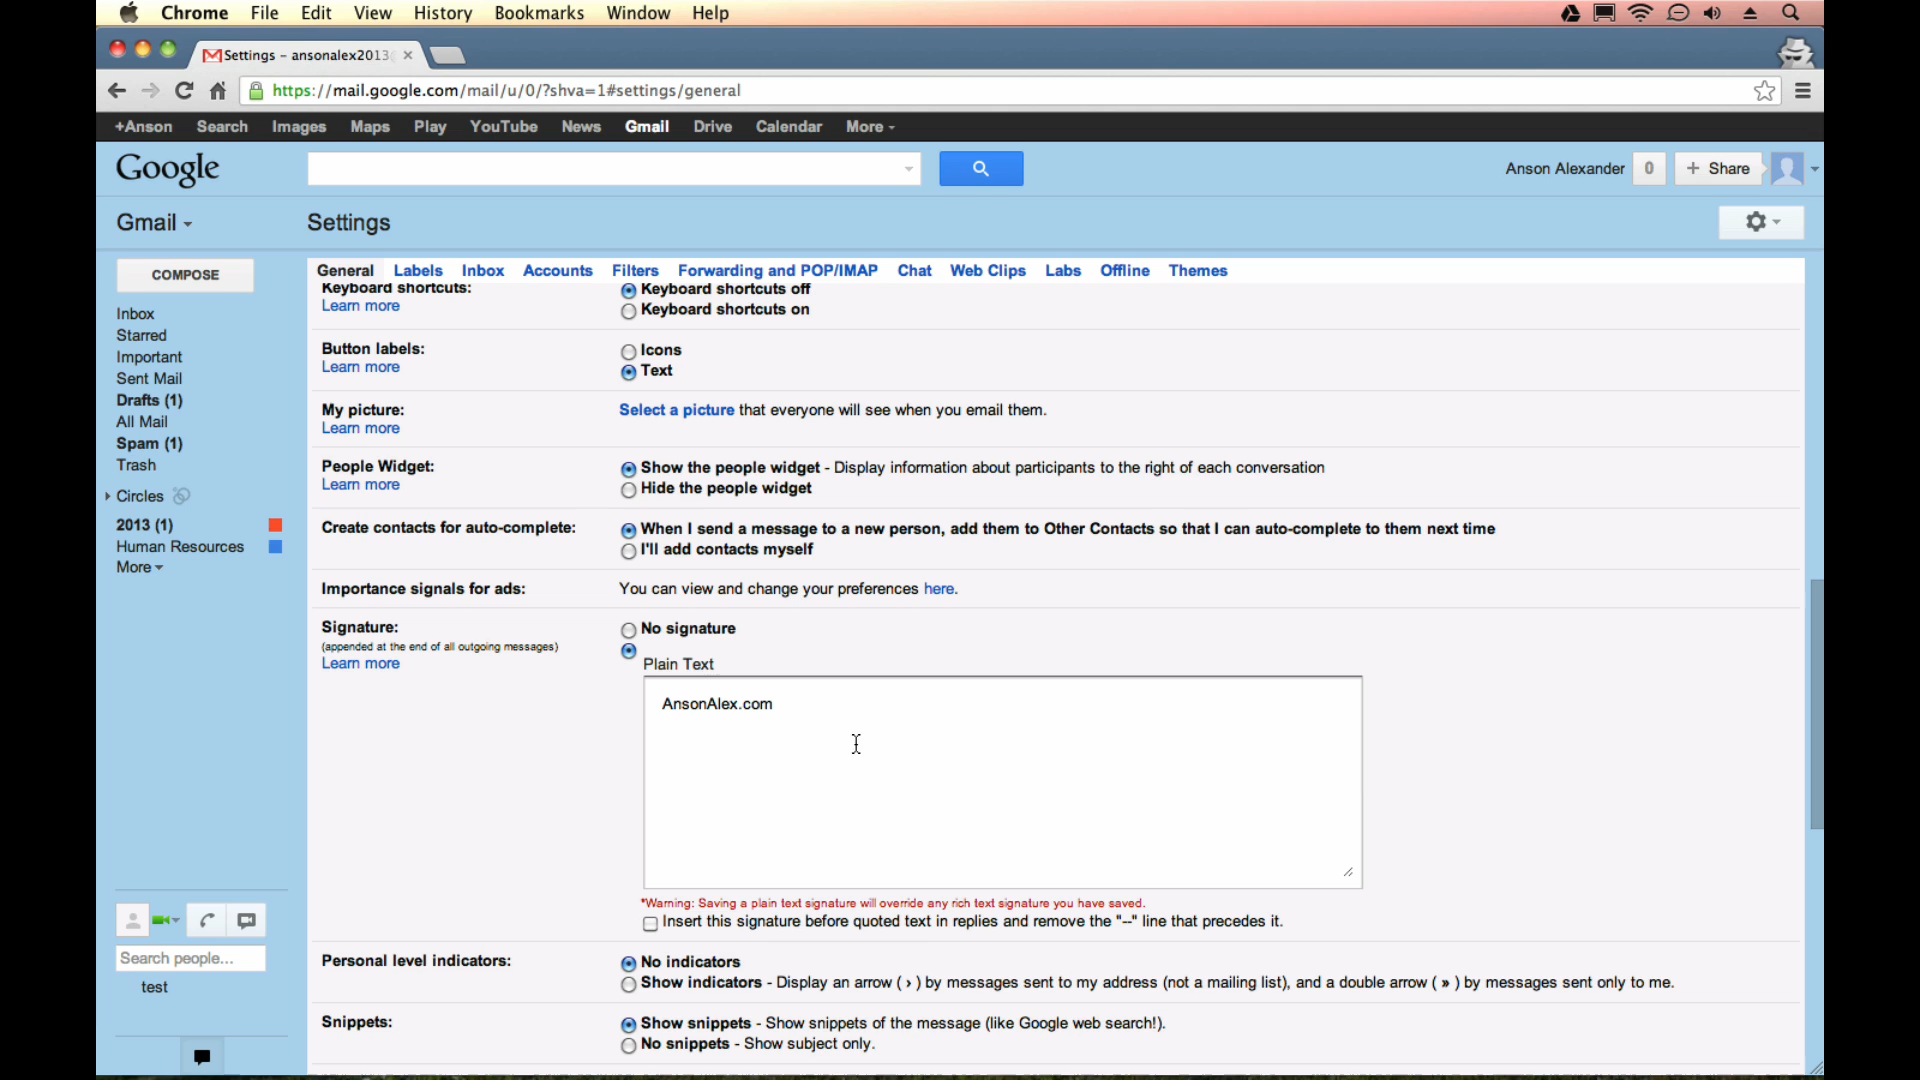 Chrome File Edit View History Bookmarks Window Help
Settings - ansonalex2013
https://mail.google.com/mail/u/0/?shva=1#settings/general
+Anson Search Images Maps Play YouTube News Gmail Drive Calendar More
Google
Anson Alexander 0 + Share
Gmail
Settings
COMPOSE
General Labels Inbox Accounts Filters Forwarding and POP/IMAP Chat Web Clips Labs Offline Themes
Inbox
Starred
Important
Sent Mail
Drafts (1)
All Mail
Spam (1)
Trash
Circles
2013 (1)
Human Resources
More
Search people...
test
Keyboard shortcuts:
Learn more
Keyboard shortcuts off
Keyboard shortcuts on
Button labels:
Learn more
Icons
Text
My picture:
Learn more
Select a picture that everyone will see when you email them.
People Widget:
Learn more
Show the people widget - Display information about participants to the right of each conversation
Hide the people widget
Create contacts for auto-complete:
When I send a message to a new person, add them to Other Contacts so that I can auto-complete to them next time
I'll add contacts myself
Importance signals for ads:
You can view and change your preferences here.
Signature:
(appended at the end of all outgoing messages)
Learn more
No signature
Plain Text
AnsonAlex.com
*Warning: Saving a plain text signature will override any rich text signature you have saved.
Insert this signature before quoted text in replies and remove the "--" line that precedes it.
Personal level indicators:
No indicators
Show indicators - Display an arrow ( › ) by messages sent to my address (not a mailing list), and a double arrow ( » ) by messages sent only to me.
Snippets:
Show snippets - Show snippets of the message (like Google web search!).
No snippets - Show subject only.